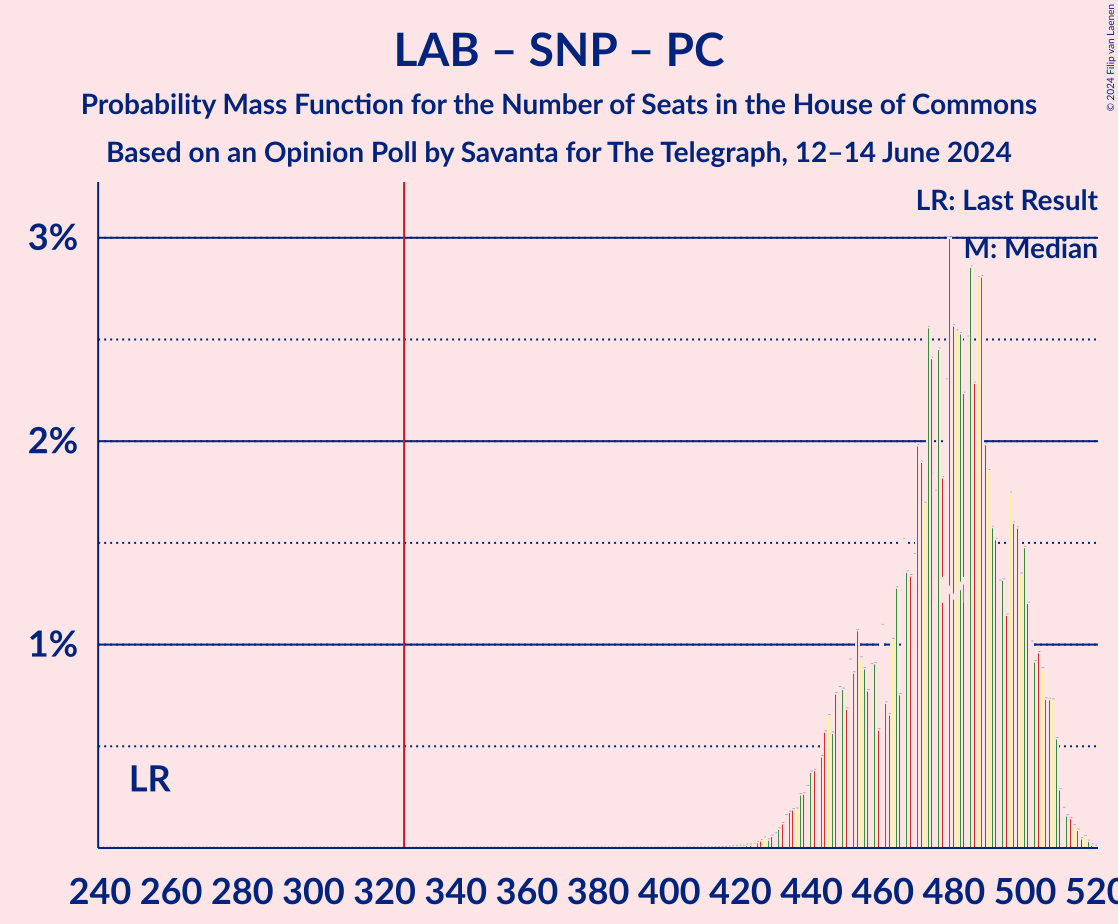 LAB – SNP – PC
Probability Mass Function for the Number of Seats in the House of Commons
Based on an Opinion Poll by Savanta for The Telegraph, 12–14 June 2024
© 2024 Filip van Laenen
LR: Last Result
M: Median
3%
2%
1%
LR
240 260 280 300 320 340 360 380 400 420 440 460 480 500 520